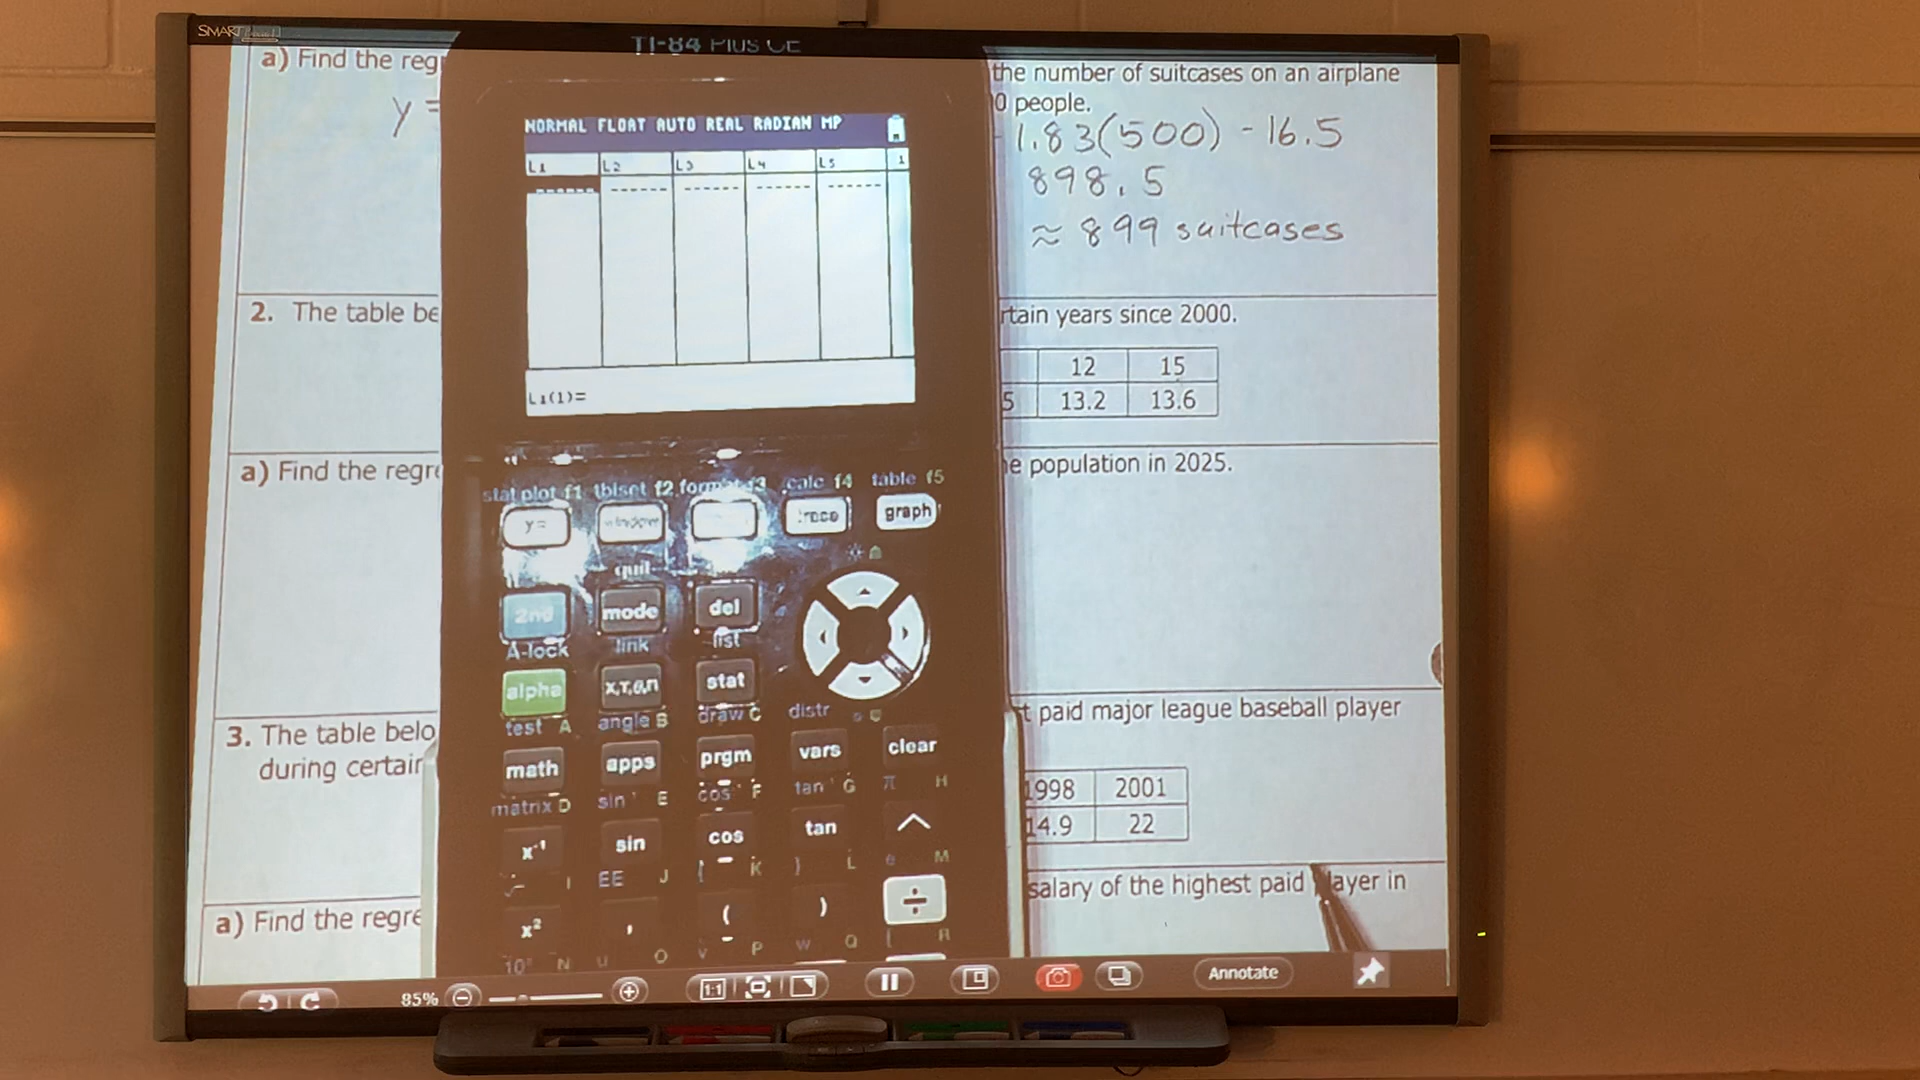 SMART
TI-84 Plus CE
a) Find the reg
y =
the number of suitcases on an airplane
0 people.
1.83(500) - 16.5
898.5
≈ 899 suitcases
NORMAL FLOAT AUTO REAL RADIAN MP
L1 L2 L3 L4 L5 1
------ ------ ------ ------ ------
L1(1)=
2. The table be
rtain years since 2000.
12 15
5 13.2 13.6
a) Find the regre
e population in 2025.
stat plot f1 tblset f2 format f3 calc f4 table f5
y= window trace graph
quit
2nd mode del
A-lock link list
alpha X,T,θ,n stat
test A angle B draw C distr
math apps prgm vars clear
matrix D sin-1 E cos-1 F tan-1 G π H
x-1 sin cos tan ^
√ I EE J { K } L e M
x² , ( ) ÷
10x N u O v P w Q [ R
3. The table belo
during certain
t paid major league baseball player
1998 2001
14.9 22
a) Find the regre
salary of the highest paid player in
85%
1:1
Annotate